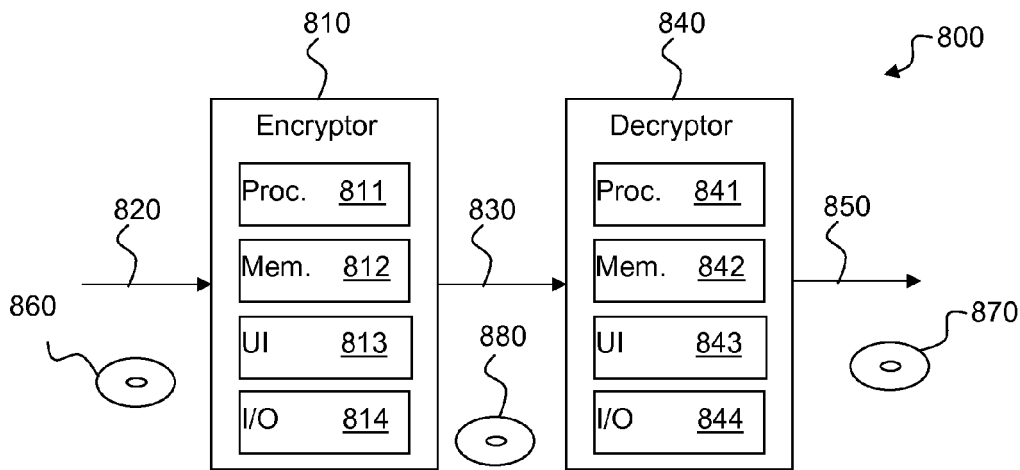 810
840
800
Encryptor
Decryptor
Proc. 811
Proc. 841
820
830
850
Mem. 812
Mem. 842
860
870
UI 813
880
UI 843
I/O 814
I/O 844